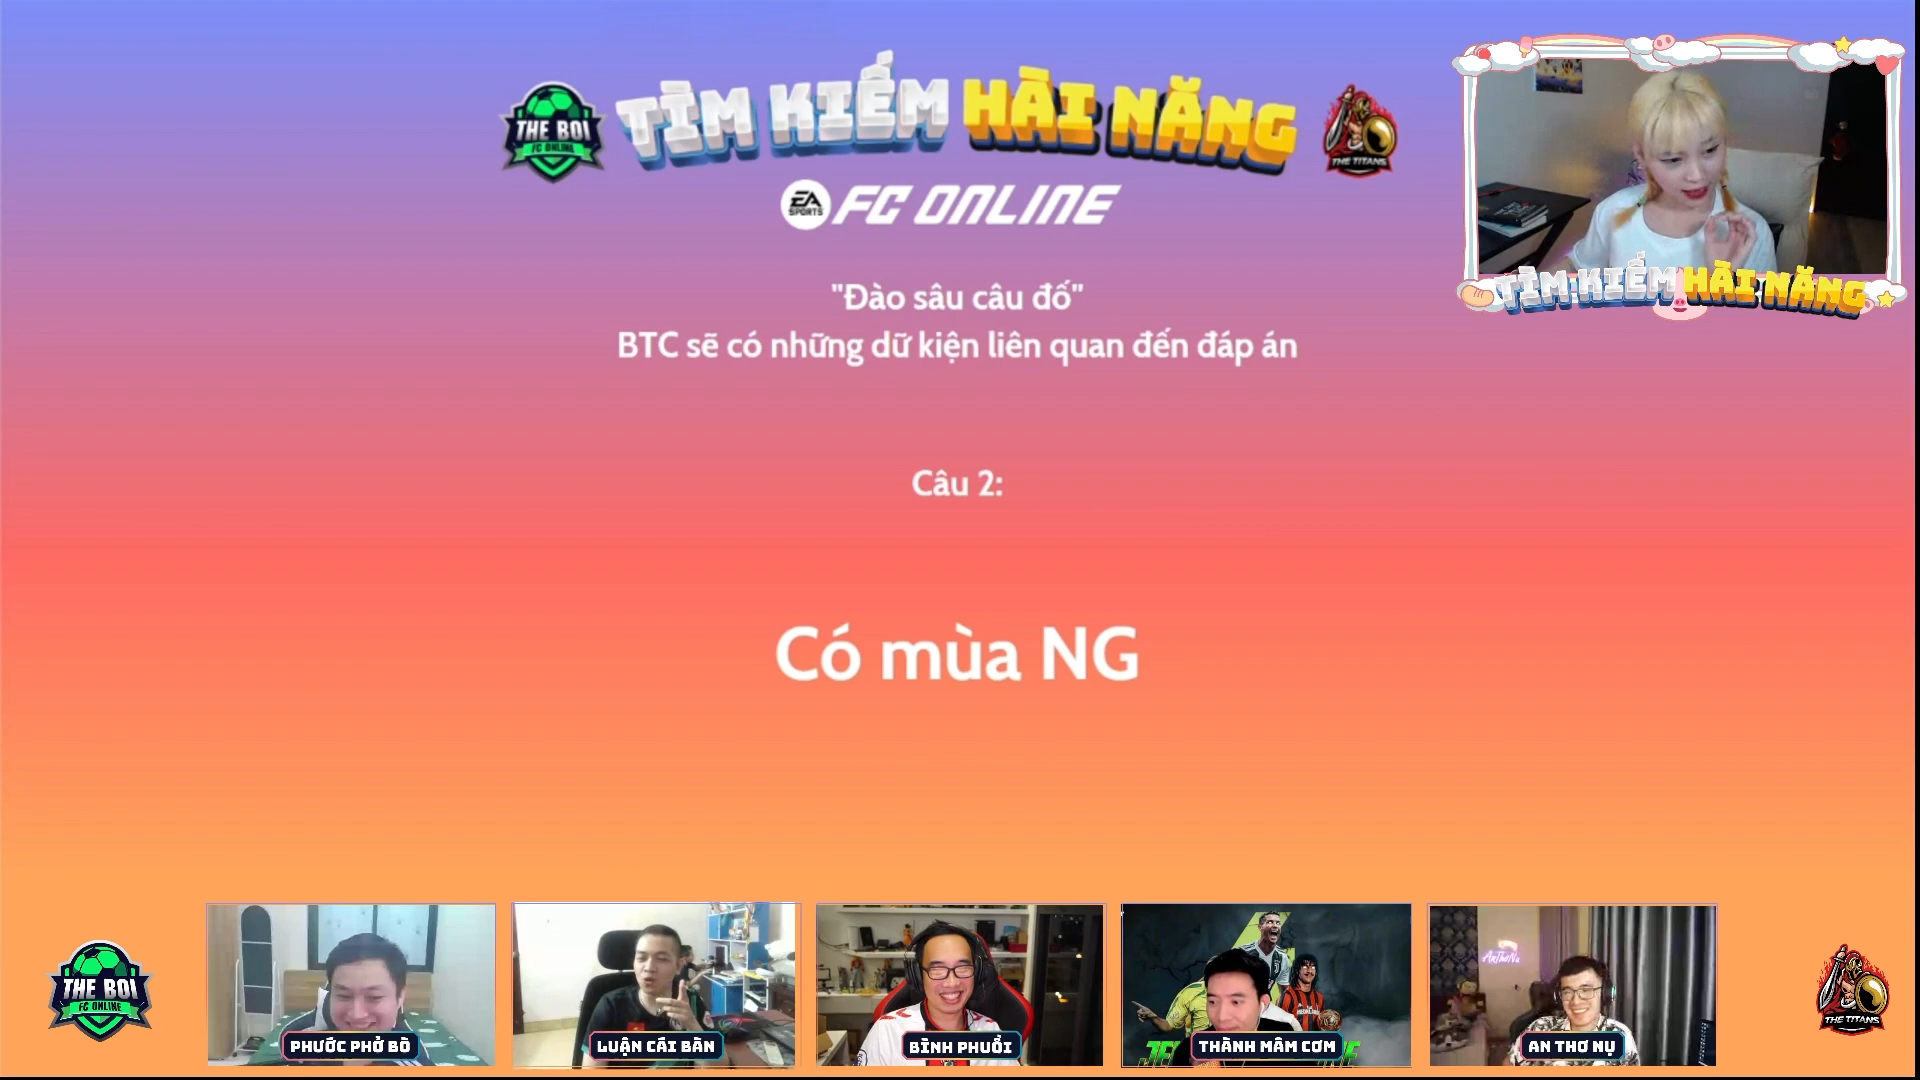 THE BOI
FC ONLINE
TÌM KIẾM HÀI NĂNG
THE TITANS
EA SPORTS FC ONLINE
"Đào sâu câu đố"
BTC sẽ có những dữ kiện liên quan đến đáp án
TÌM KIẾM HÀI NĂNG
Câu 2:
Có mùa NG
THE BOI
FC ONLINE
PHƯỚC PHỞ BÒ
LUẬN CÁI BÀN
BÌNH PHUỔI
THÀNH MÂM CƠM
AnThoNu
AN THƠ NỤ
THE TITANS